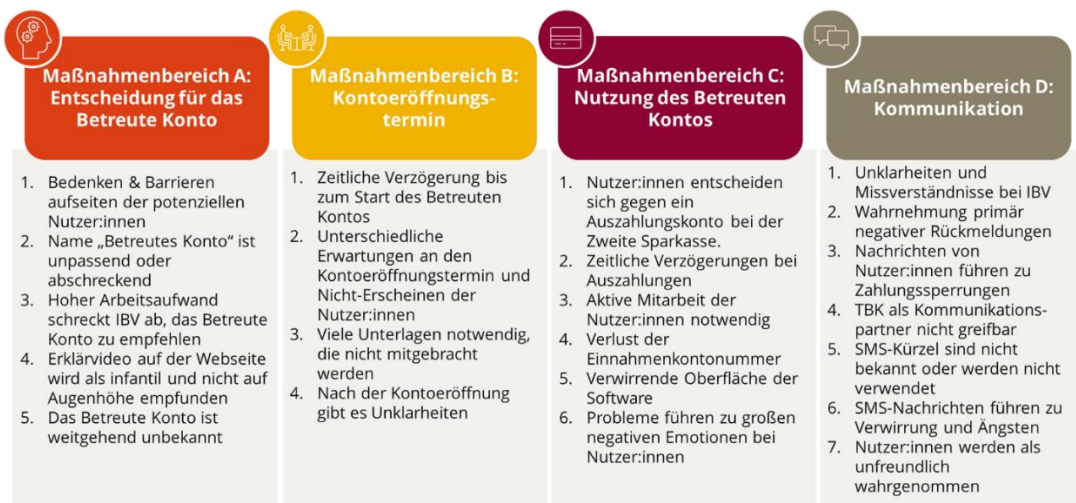 Maßnahmenbereich A:
Entscheidung für das
Betreute Konto
1. Bedenken & Barrieren
aufseiten der potenziellen
Nutzer:innen
2. Name „Betreutes Konto“ ist
unpassend oder
abschreckend
3. Hoher Arbeitsaufwand
schreckt IBV ab, das Betreute
Konto zu empfehlen
4. Erklärvideo auf der Webseite
wird als infantil und nicht auf
Augenhöhe empfunden
5. Das Betreute Konto ist
weitgehend unbekannt
Maßnahmenbereich B:
Kontoeröffnungs-
termin
1. Zeitliche Verzögerung bis
zum Start des Betreuten
Kontos
2. Unterschiedliche
Erwartungen an den
Kontoeröffnungstermin und
Nicht-Erscheinen der
Nutzer:innen
3. Viele Unterlagen notwendig,
die nicht mitgebracht
werden
4. Nach der Kontoeröffnung
gibt es Unklarheiten
Maßnahmenbereich C:
Nutzung des Betreuten
Kontos
1. Nutzer:innen entscheiden
sich gegen ein
Auszahlungskonto bei der
Zweite Sparkasse.
2. Zeitliche Verzögerungen bei
Auszahlungen
3. Aktive Mitarbeit der
Nutzer:innen notwendig
4. Verlust der
Einnahmenkontonummer
5. Verwirrende Oberfläche der
Software
6. Probleme führen zu großen
negativen Emotionen bei
Nutzer:innen
Maßnahmenbereich D:
Kommunikation
1. Unklarheiten und
Missverständnisse bei IBV
2. Wahrnehmung primär
negativer Rückmeldungen
3. Nachrichten von
Nutzer:innen führen zu
Zahlungssperrungen
4. TBK als Kommunikations-
partner nicht greifbar
5. SMS-Kürzel sind nicht
bekannt oder werden nicht
verwendet
6. SMS-Nachrichten führen zu
Verwirrung und Ängsten
7. Nutzer:innen werden als
unfreundlich
wahrgenommen